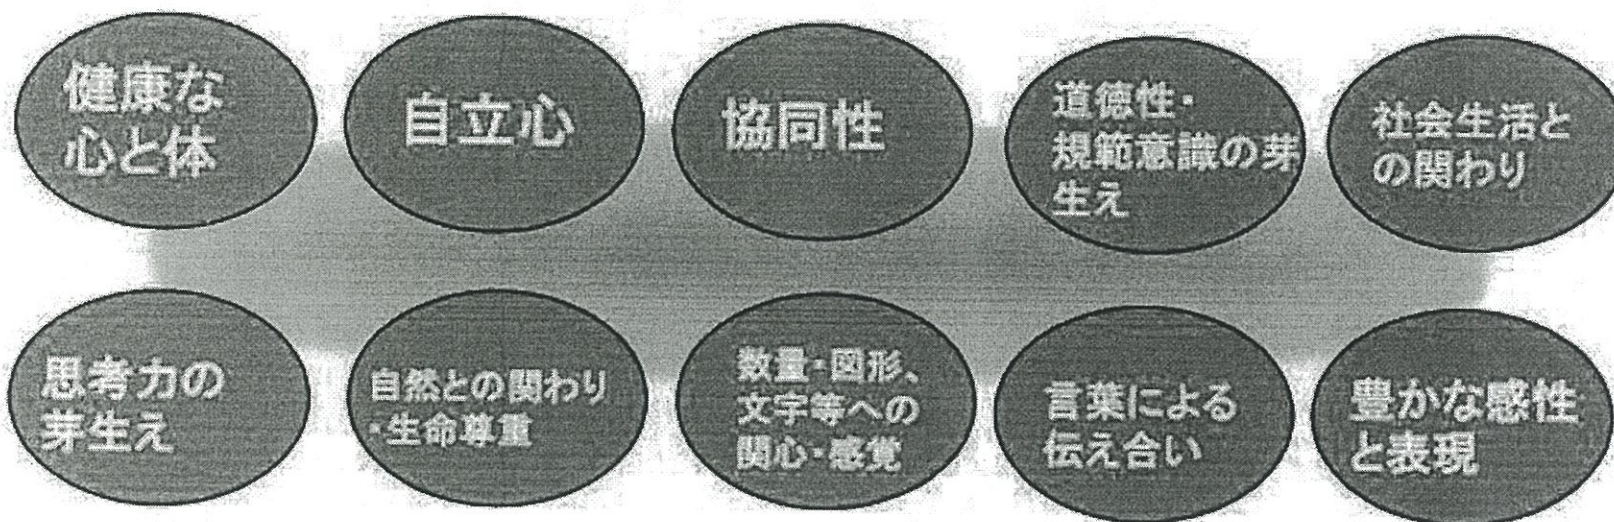 健康な
心と体
自立心
協同性
道徳性・
規範意識の芽
生え
社会生活と
の関わり
思考力の
芽生え
自然との関わり
・生命尊重
数量・図形、
文字等への
関心・感覚
言葉による
伝え合い
豊かな感性
と表現